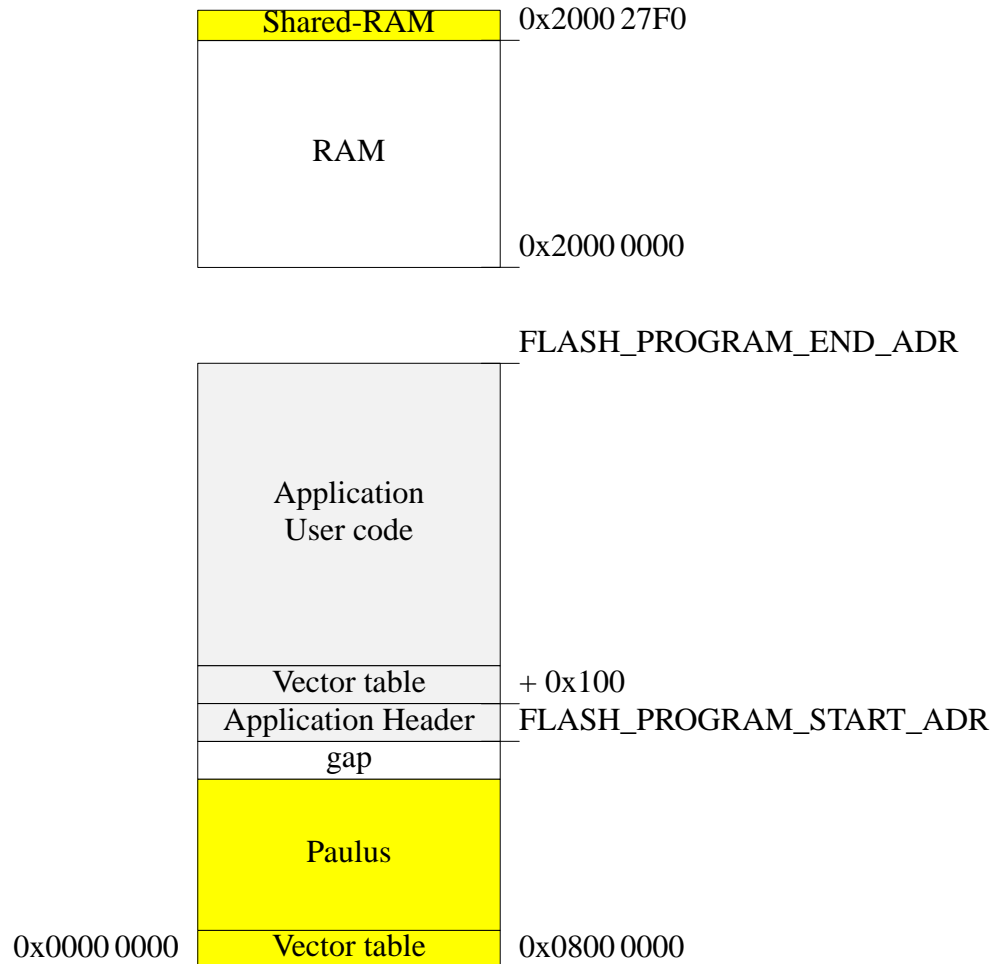 Shared-RAM 0x2000 27F0
RAM
0x2000 0000
FLASH_PROGRAM_END_ADR
Application
User code
Vector table + 0x100
Application Header FLASH_PROGRAM_START_ADR
gap
Paulus
0x0000 0000 Vector table 0x0800 0000